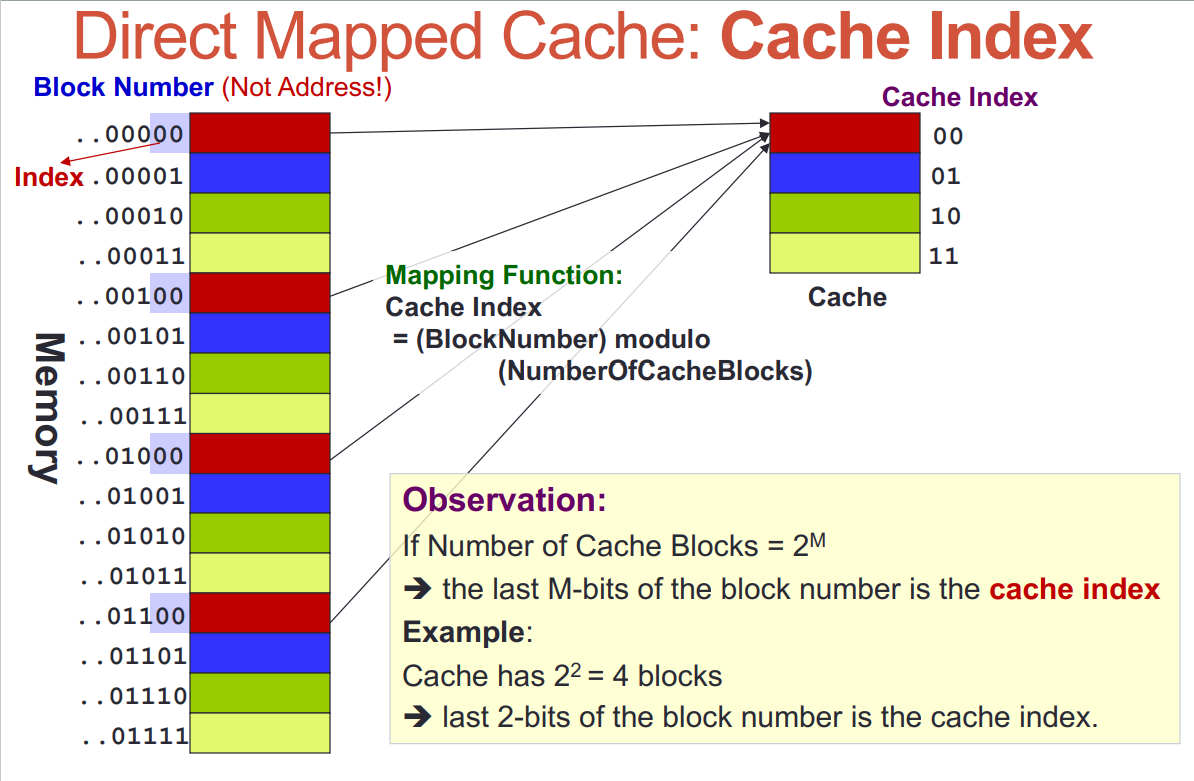 Direct Mapped Cache: Cache Index
Block Number (Not Address!)
Cache Index
..00000
Index
..00001
..00010
..00011
..00100
..00101
..00110
..00111
..01000
..01001
..01010
..01011
..01100
..01101
..01110
..01111
Memory
00
01
10
11
Cache
Mapping Function:
Cache Index
= (BlockNumber) modulo
(NumberOfCacheBlocks)
Observation:
If Number of Cache Blocks = 2ᴹ
➔ the last M-bits of the block number is the cache index
Example:
Cache has 2² = 4 blocks
➔ last 2-bits of the block number is the cache index.